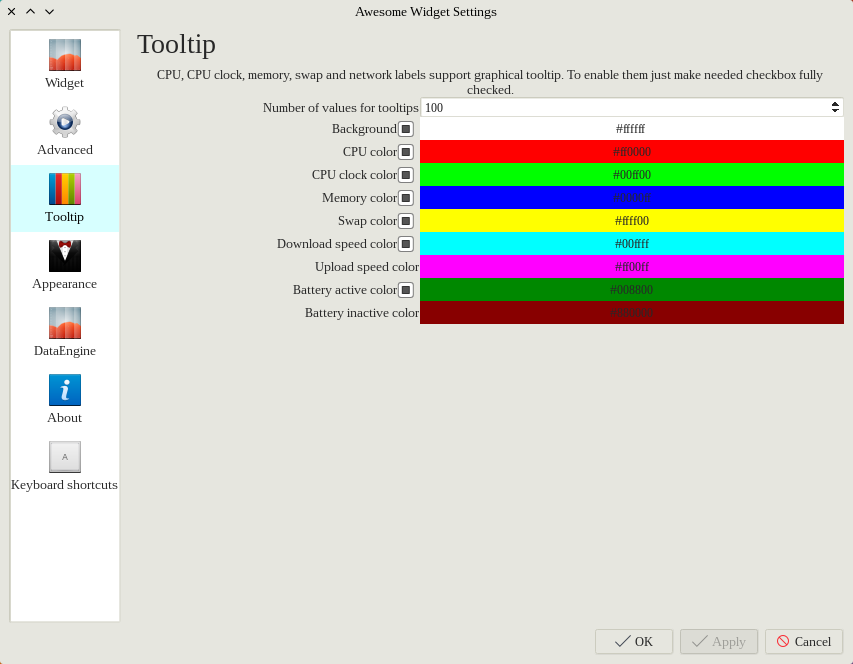 Awesome Widget Settings
Widget
Advanced
Tooltip
Appearance
DataEngine
About
A
Keyboard shortcuts
Tooltip
CPU, CPU clock, memory, swap and network labels support graphical tooltip. To enable them just make needed checkbox fully
checked.
Number of values for tooltips 100
Background #ffffff
CPU color #ff0000
CPU clock color #00ff00
Memory color
Swap color #ffff00
Download speed color #00ffff
Upload speed color #ff00ff
Battery active color #008800
Battery inactive color
OK Apply Cancel